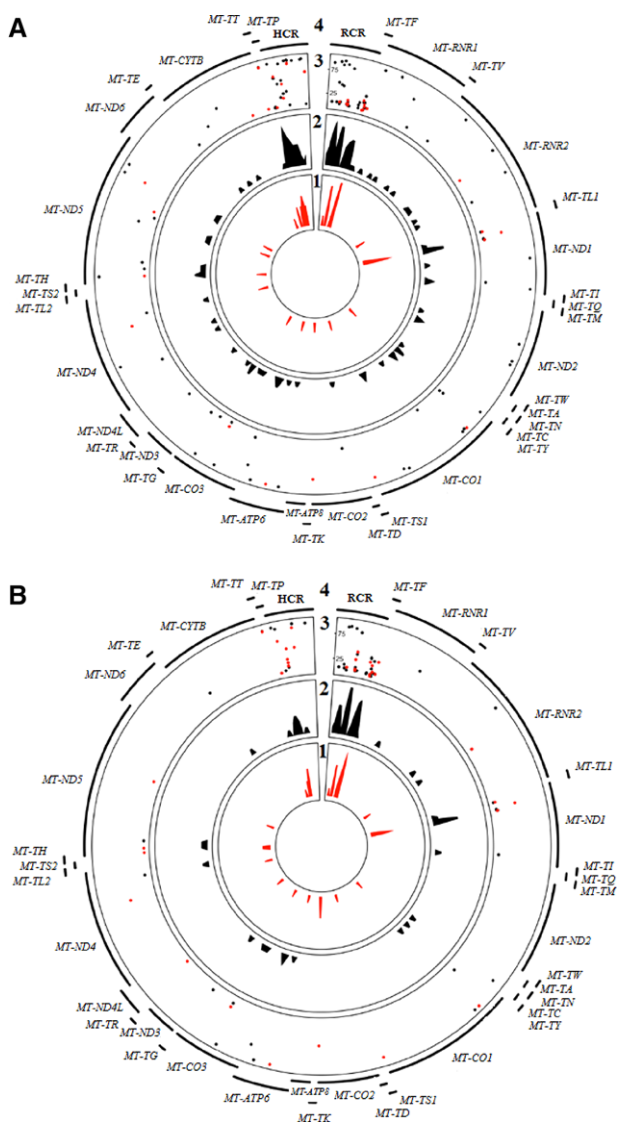 A
MT-TT
MT-TP
HCR
4
RCR
MT-TF
MT-RNR1
MT-CYTB
MT-TE
MT-ND6
3
75
25
MT-TV
MT-RNR2
2
MT-TL1
1
MT-ND5
MT-ND1
MT-TH
MT-TS2
MT-TL2
MT-TI
MT-TQ
MT-TM
MT-ND4
MT-ND2
MT-TW
MT-TA
MT-TN
MT-TC
MT-TY
MT-ND4L
MT-TR
MT-ND3
MT-TG
MT-CO3
MT-CO1
MT-ATP6
MT-ATP8
MT-CO2
MT-TS1
MT-TD
MT-TK
B
MT-TT
MT-TP
HCR
4
RCR
MT-TF
MT-RNR1
MT-CYTB
MT-TE
MT-ND6
3
75
25
MT-TV
MT-RNR2
2
MT-TL1
1
MT-ND5
MT-ND1
MT-TH
MT-TS2
MT-TL2
MT-TI
MT-TQ
MT-TM
MT-ND4
MT-ND2
MT-TW
MT-TA
MT-TN
MT-TC
MT-TY
MT-ND4L
MT-TR
MT-ND3
MT-TG
MT-CO3
MT-CO1
MT-ATP6
MT-ATP8
MT-CO2
MT-TS1
MT-TD
MT-TK